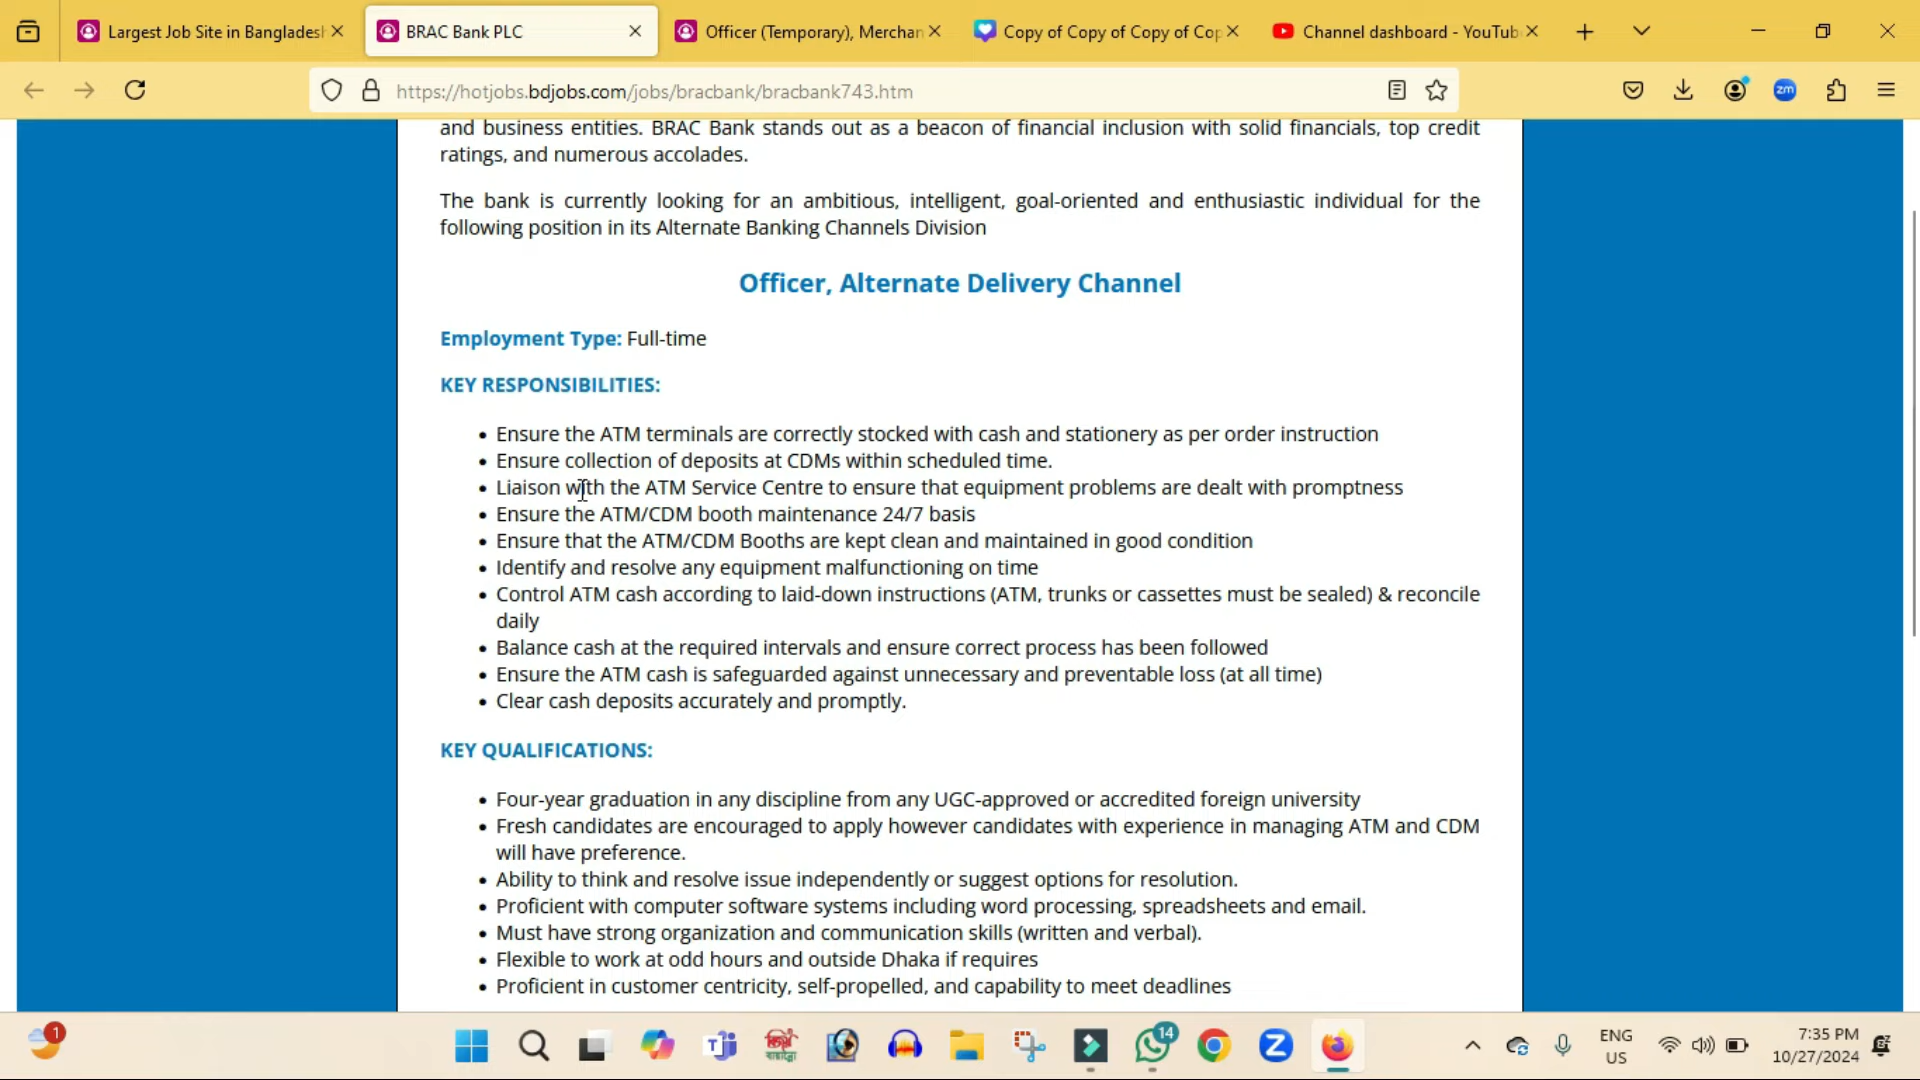 Largest Job Site in Banglades
BRAC Bank PLC
Officer (Temporary), Merchan
Copy of Copy of Copy of Cop
Channel dashboard - YouTub
https://hotjobs.bdjobs.com/jobs/bracbank/bracbank743.htm
zm
and business entities. BRAC Bank stands out as a beacon of financial inclusion with solid financials, top credit
ratings, and numerous accolades.
The bank is currently looking for an ambitious, intelligent, goal-oriented and enthusiastic individual for the
following position in its Alternate Banking Channels Division
Officer, Alternate Delivery Channel
Employment Type: Full-time
KEY RESPONSIBILITIES:
• Ensure the ATM terminals are correctly stocked with cash and stationery as per order instruction
• Ensure collection of deposits at CDMs within scheduled time.
• Liaison with the ATM Service Centre to ensure that equipment problems are dealt with promptness
• Ensure the ATM/CDM booth maintenance 24/7 basis
• Ensure that the ATM/CDM Booths are kept clean and maintained in good condition
• Identify and resolve any equipment malfunctioning on time
• Control ATM cash according to laid-down instructions (ATM, trunks or cassettes must be sealed) & reconcile
daily
• Balance cash at the required intervals and ensure correct process has been followed
• Ensure the ATM cash is safeguarded against unnecessary and preventable loss (at all time)
• Clear cash deposits accurately and promptly.
KEY QUALIFICATIONS:
• Four-year graduation in any discipline from any UGC-approved or accredited foreign university
• Fresh candidates are encouraged to apply however candidates with experience in managing ATM and CDM
will have preference.
• Ability to think and resolve issue independently or suggest options for resolution.
• Proficient with computer software systems including word processing, spreadsheets and email.
• Must have strong organization and communication skills (written and verbal).
• Flexible to work at odd hours and outside Dhaka if requires
• Proficient in customer centricity, self-propelled, and capability to meet deadlines
1
14
ENG
US
7:35 PM
10/27/2024